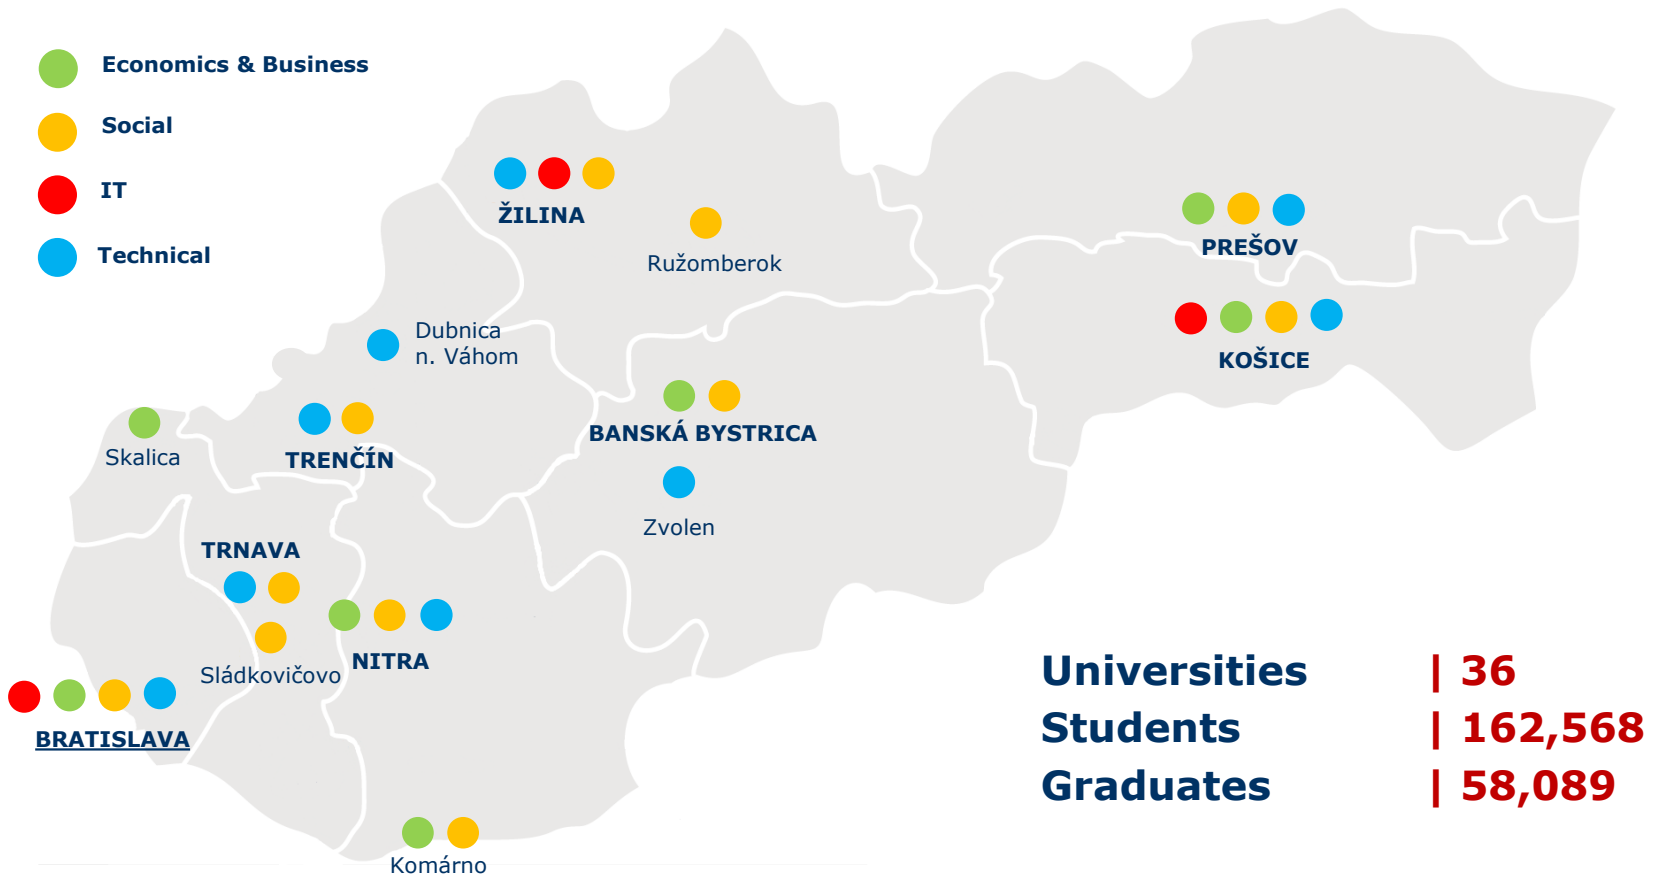 Economics & Business
Social
IT
Technical
ŽILINA
Ružomberok
PREŠOV
KOŠICE
Dubnica
n. Váhom
BANSKÁ BYSTRICA
Skalica
TRENČÍN
Zvolen
TRNAVA
Sládkovičovo
NITRA
BRATISLAVA
Komárno
Universities | 36
Students | 162,568
Graduates | 58,089